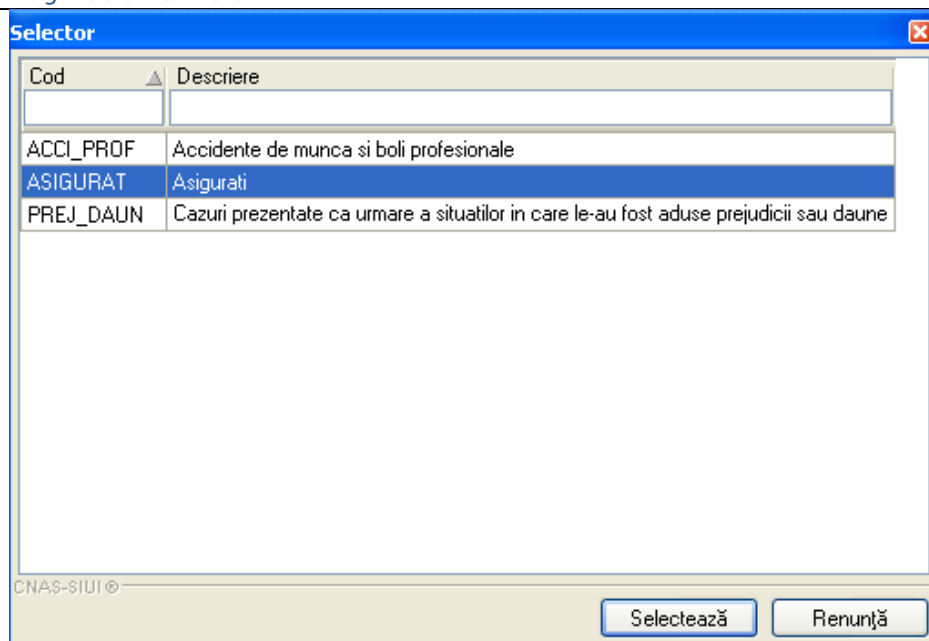 Selector
Cod Descriere
ACCI_PROF Accidente de munca si boli profesionale
ASIGURAT Asigurati
PREJ_DAUN Cazuri prezentate ca urmare a situatilor in care le-au fost aduse prejudicii sau daune
CNAS-SIUI®
Selectează Renunţă